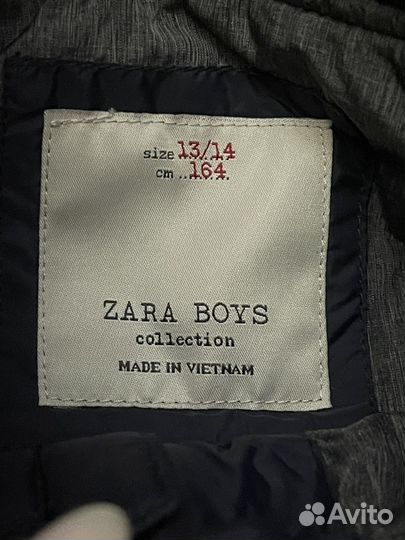 size 13/14
cm ..164.
ZARA BOYS
collection
MADE IN VIETNAM
Avito